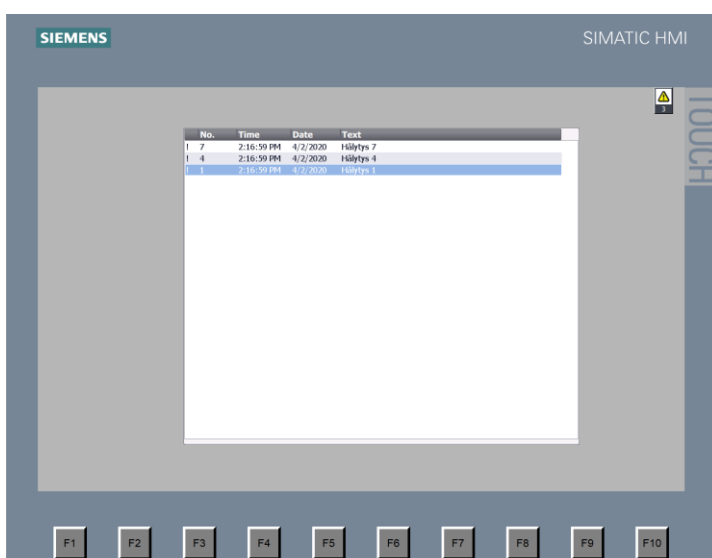 SIEMENS
SIMATIC HMI
3
TOUCH
No. Time Date Text
! 7 2:16:59 PM 4/2/2020 Hälytys 7
! 4 2:16:59 PM 4/2/2020 Hälytys 4
! 1 2:16:59 PM 4/2/2020 Hälytys 1
F1 F2 F3 F4 F5 F6 F7 F8 F9 F10